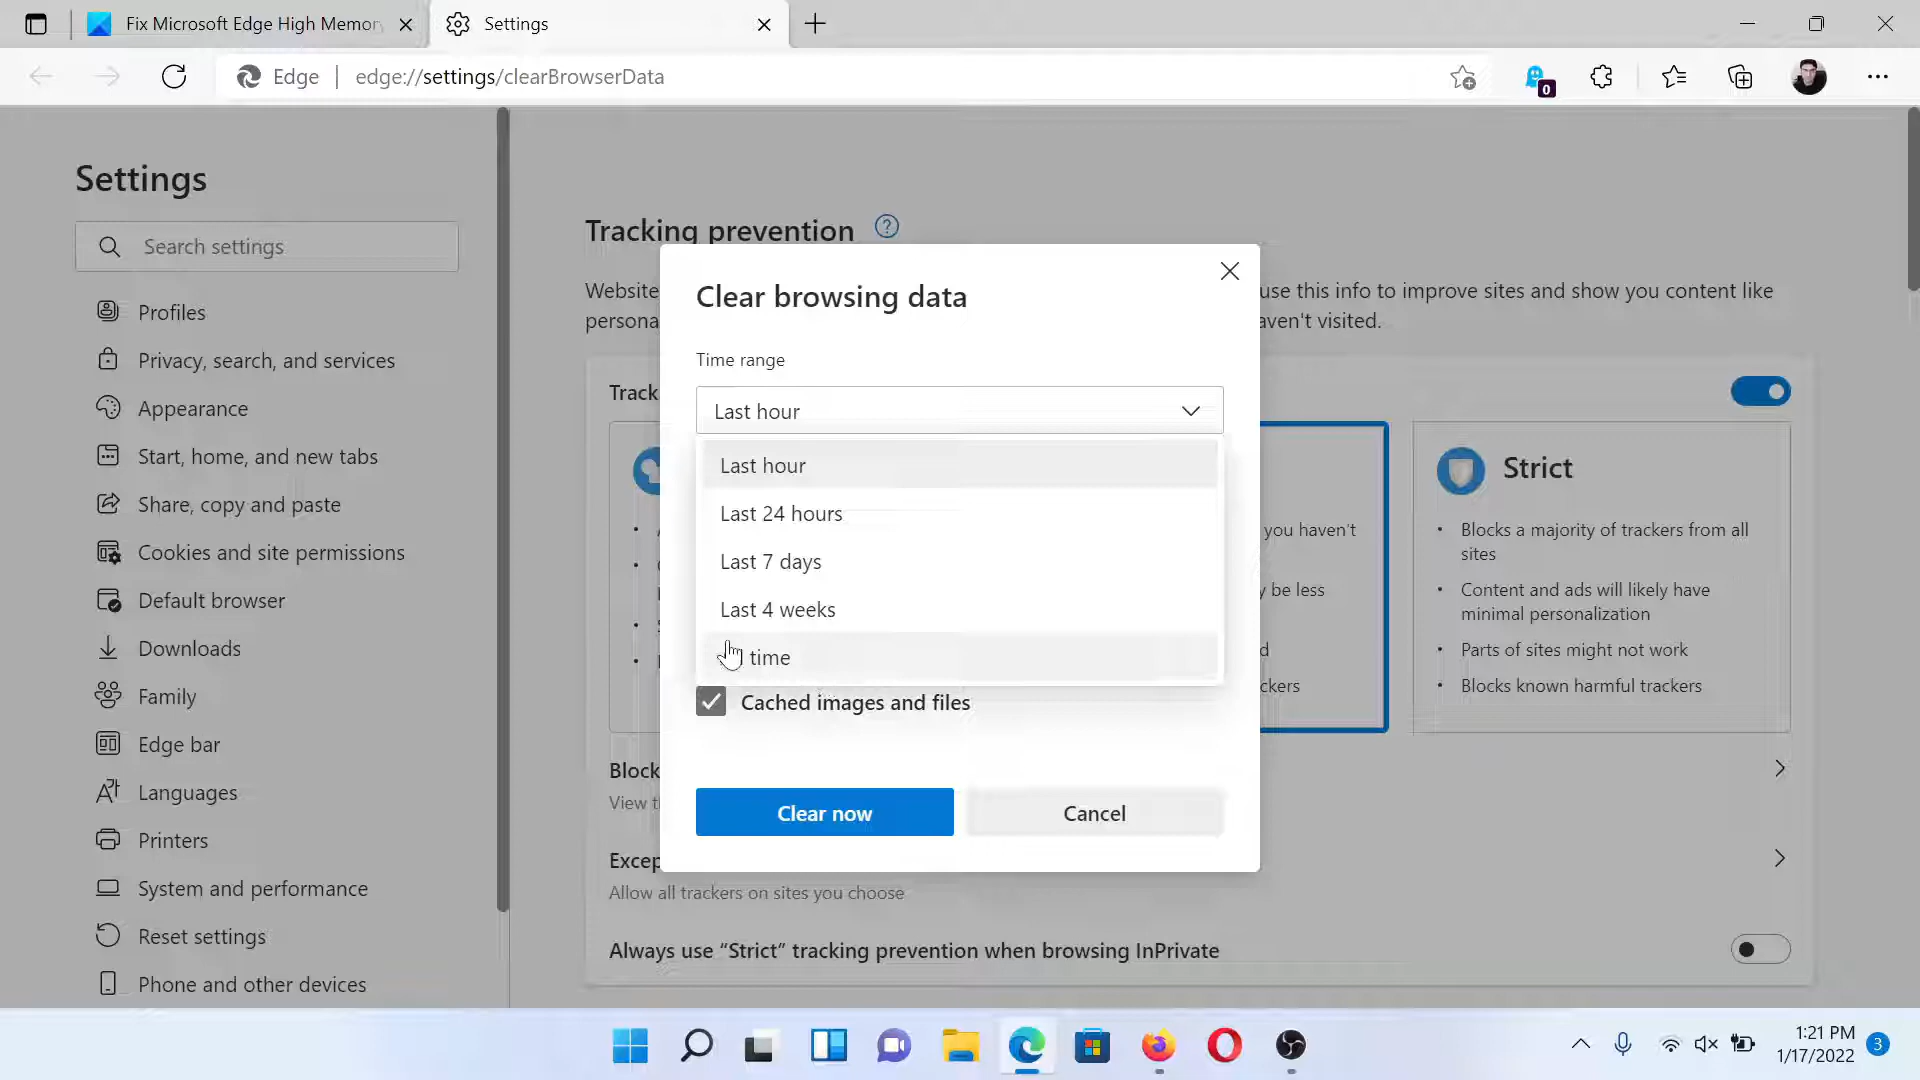 Fix Microsoft Edge High Memor
Settings
Edge
edge://settings/clearBrowserData
0
Settings
Search settings
Profiles
Privacy, search, and services
Appearance
Start, home, and new tabs
Share, copy and paste
Cookies and site permissions
Default browser
Downloads
Family
Edge bar
Languages
Printers
System and performance
Reset settings
Phone and other devices
Tracking prevention
Website
use this info to improve sites and show you content like
persona
aven't visited.
Track
Clear browsing data
Time range
Last hour
Last hour
Last 24 hours
Last 7 days
Last 4 weeks
time
Cached images and files
Clear now
Cancel
you haven't
y be less
d
ckers
Strict
• Blocks a majority of trackers from all
sites
• Content and ads will likely have
minimal personalization
• Parts of sites might not work
• Blocks known harmful trackers
Block
View t
Excep
Allow all trackers on sites you choose
Always use “Strict” tracking prevention when browsing InPrivate
1:21 PM
1/17/2022
3